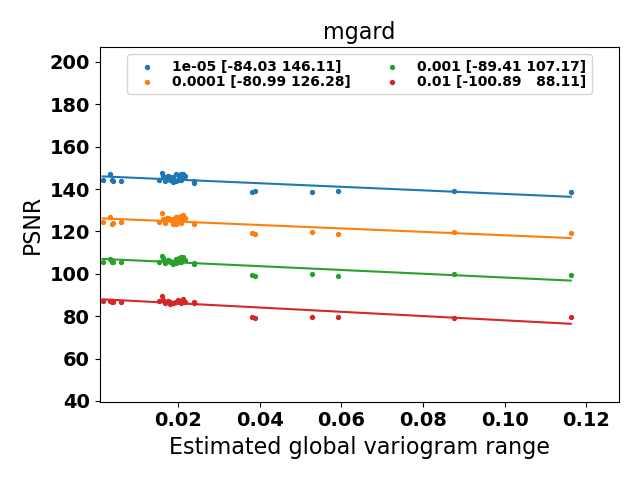 mgard
1e-05 [-84.03 146.11]
0.0001 [-80.99 126.28]
0.001 [-89.41 107.17]
0.01 [-100.89   88.11]
PSNR
200
180
160
140
120
100
80
60
40
0.02 0.04 0.06 0.08 0.10 0.12
Estimated global variogram range